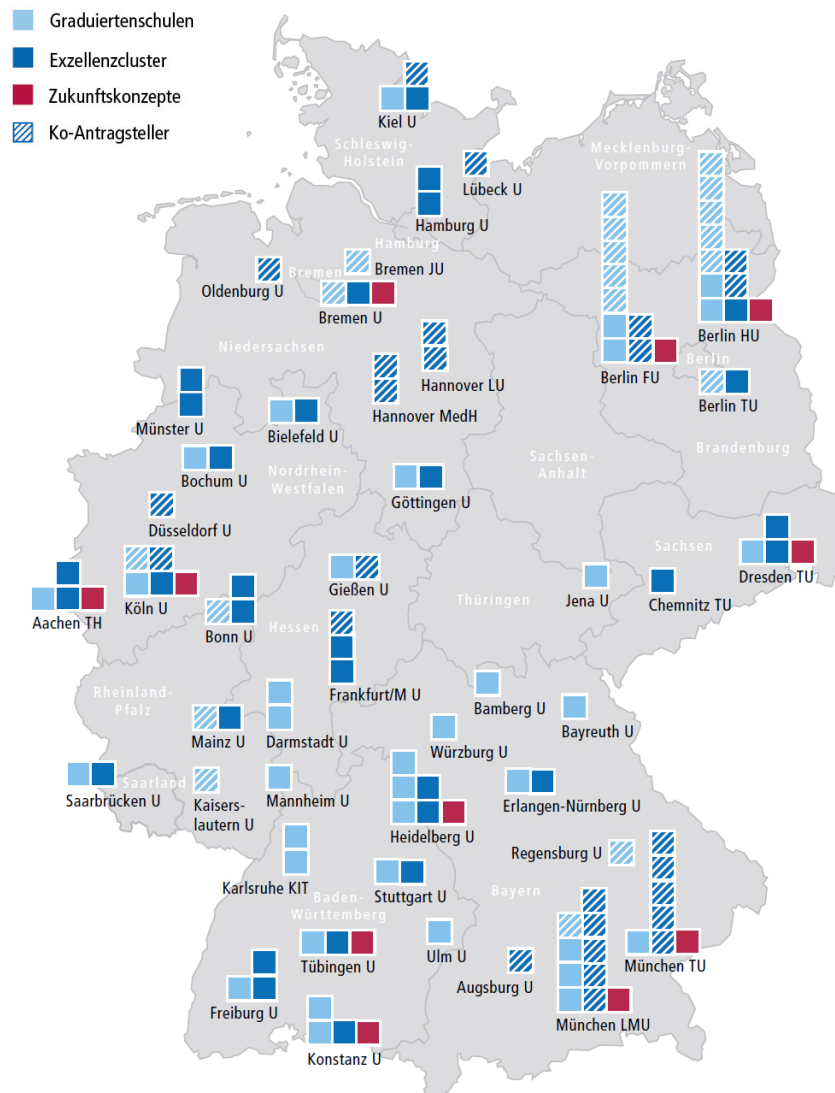 Graduiertenschulen
Exzellenzcluster
Zukunftskonzepte
Ko-Antragsteller
Kiel U
Schleswig-
Holstein
Mecklenburg-
Vorpommern
Lübeck U
Hamburg U
Hamburg
Bremen JU
Bremen
Oldenburg U
Bremen U
Berlin HU
Niedersachsen
Berlin
Berlin FU
Hannover LU
Hannover MedH
Berlin TU
Münster U
Bielefeld U
Brandenburg
Sachsen-
Anhalt
Nordrhein-
Westfalen
Bochum U
Göttingen U
Düsseldorf U
Sachsen
Dresden TU
Gießen U
Jena U
Chemnitz TU
Thüringen
Köln U
Aachen TH
Bonn U
Hessen
Rheinland-
Pfalz
Frankfurt/M U
Bamberg U
Bayreuth U
Mainz U
Darmstadt U
Würzburg U
Saarland
Saarbrücken U
Kaisers-
lautern U
Mannheim U
Erlangen-Nürnberg U
Heidelberg U
Regensburg U
Karlsruhe KIT
Stuttgart U
Bayern
Baden-
Württemberg
Ulm U
Tübingen U
München TU
Augsburg U
Freiburg U
München LMU
Konstanz U